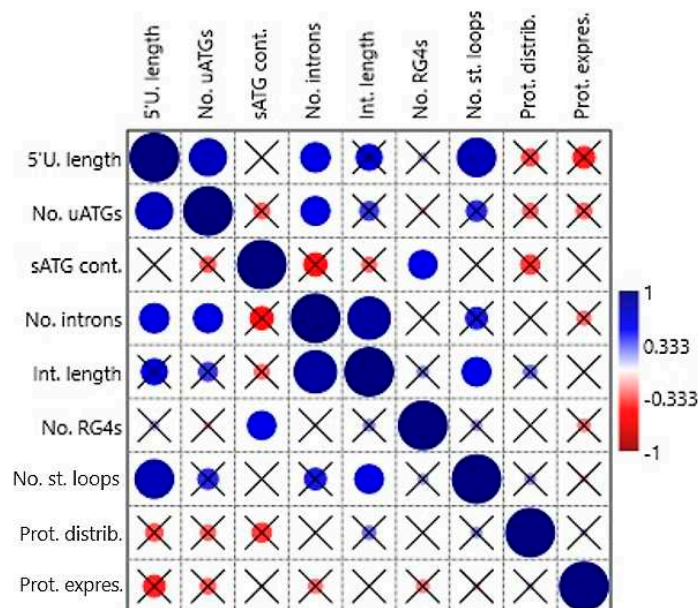 5'U. length
No. uATGs
sATG cont.
No. introns
Int. length
No. RG4s
No. st. loops
Prot. distrib.
Prot. expres.
5'U. length
No. uATGs
sATG cont.
No. introns
Int. length
No. RG4s
No. st. loops
Prot. distrib.
Prot. expres.
1
0.333
-0.333
-1